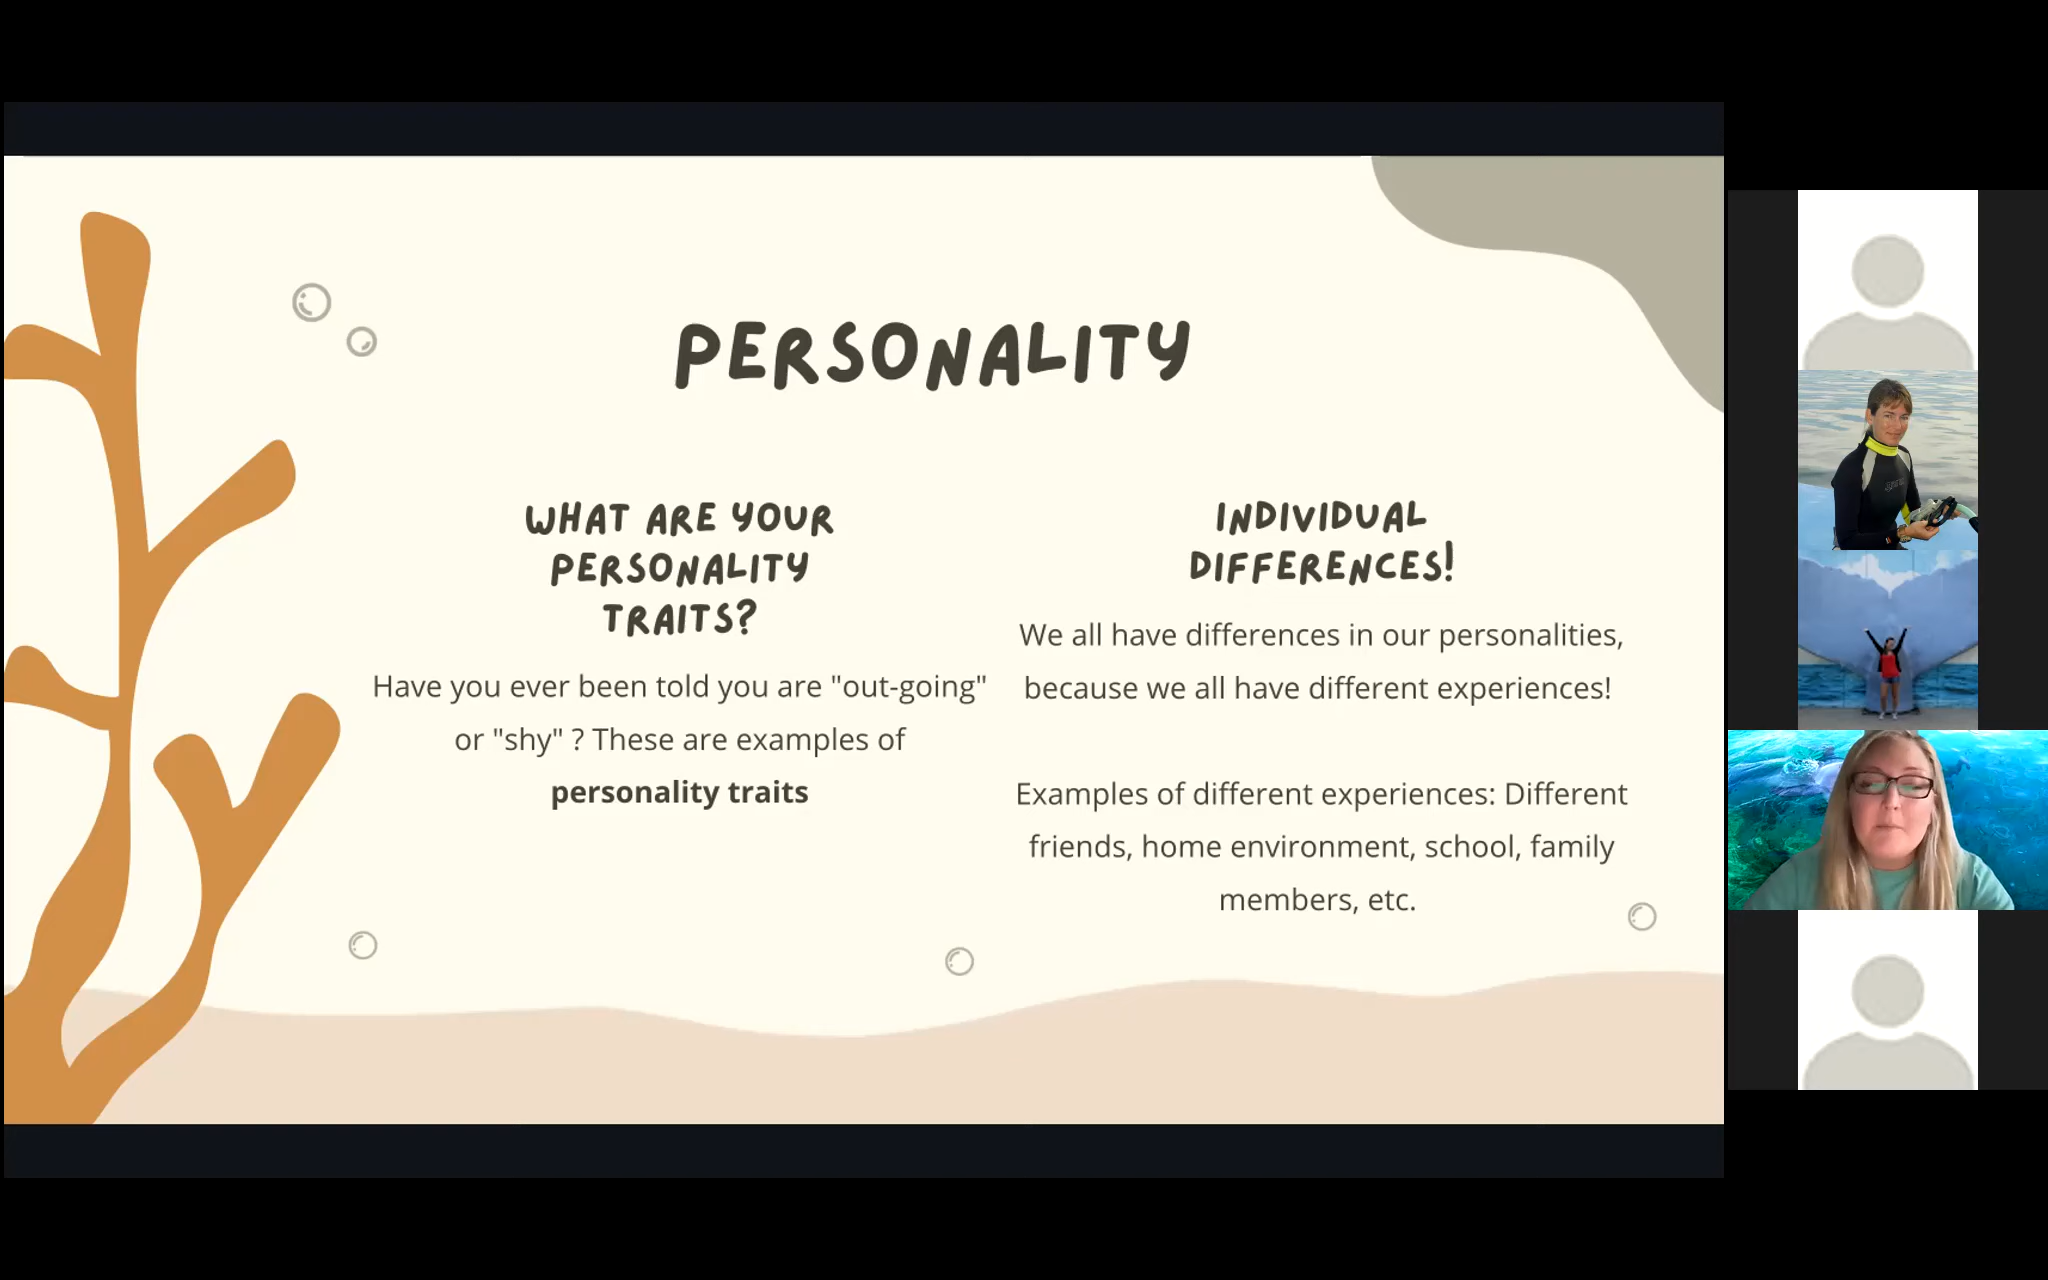 PERSONALITY
WHAT ARE YOUR
PERSONALITY
TRAITS?
Have you ever been told you are "out-going"
or "shy" ? These are examples of
personality traits
INDIVIDUAL
DIFFERENCES!
We all have differences in our personalities,
because we all have different experiences!
Examples of different experiences: Different
friends, home environment, school, family
members, etc.